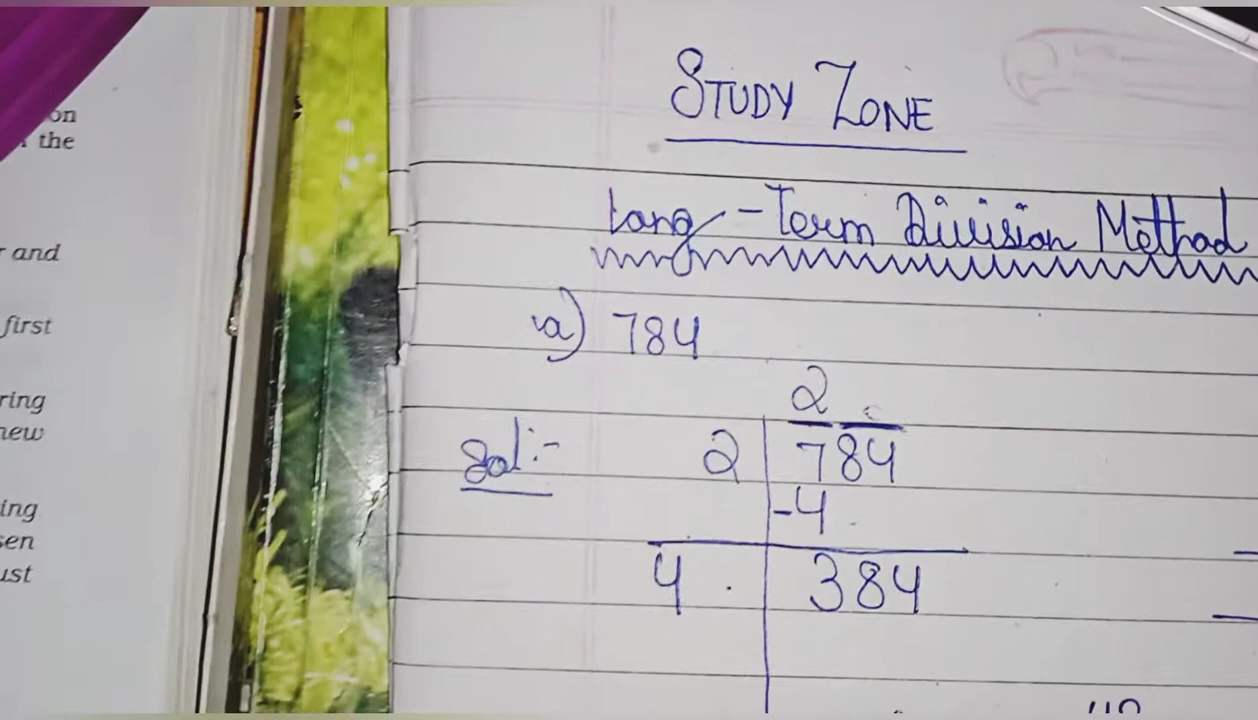 on
the
and
first
ring
new
ing
sen
ust
STUDY ZONE
Long-Term Division Method
a) 784
2
Sol:- 2 784
-4
4 . 384